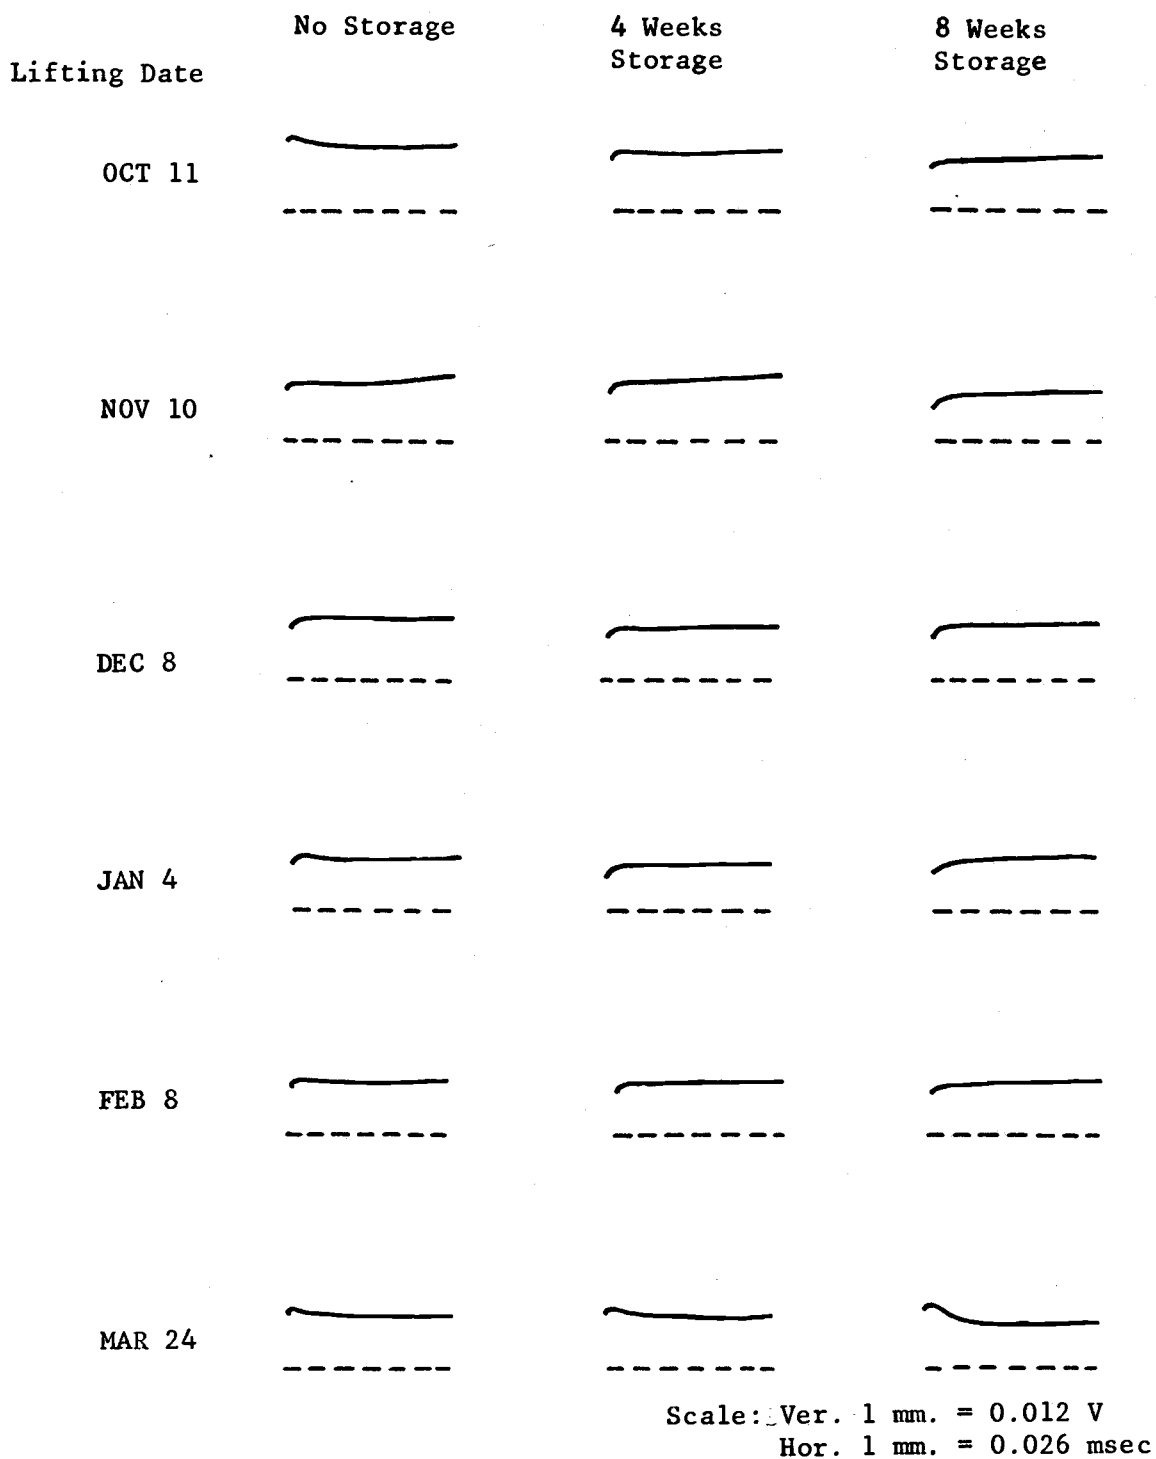 No Storage
4 Weeks
Storage
8 Weeks
Storage
Lifting Date
OCT 11
NOV 10
DEC 8
JAN 4
FEB 8
MAR 24
Scale: Ver. 1 mm. = 0.012 V
Hor. 1 mm. = 0.026 msec